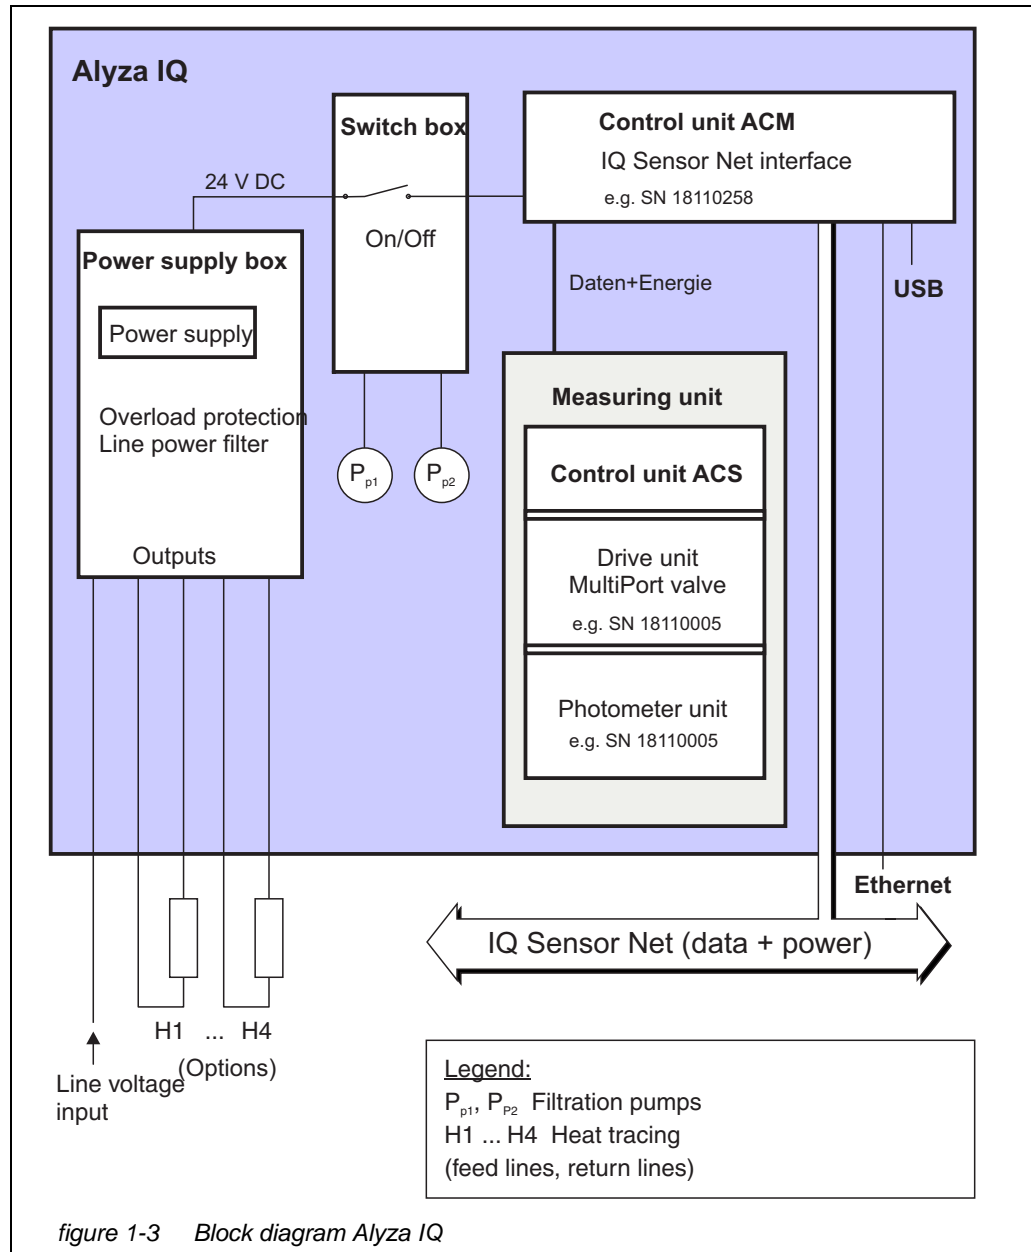 Alyza IQ
Switch box
Control unit ACM
IQ Sensor Net interface
e.g. SN 18110258
24 V DC
On/Off
Power supply box
Power supply
Overload protection
Line power filter
Outputs
Daten+Energie
USB
Measuring unit
Control unit ACS
Drive unit
MultiPort valve
e.g. SN 18110005
Photometer unit
e.g. SN 18110005
Pp1
Pp2
Ethernet
IQ Sensor Net (data + power)
H1 ... H4
(Options)
Line voltage
input
Legend:
Pp1, PP2 Filtration pumps
H1 ... H4 Heat tracing
(feed lines, return lines)
figure 1-3 Block diagram Alyza IQ